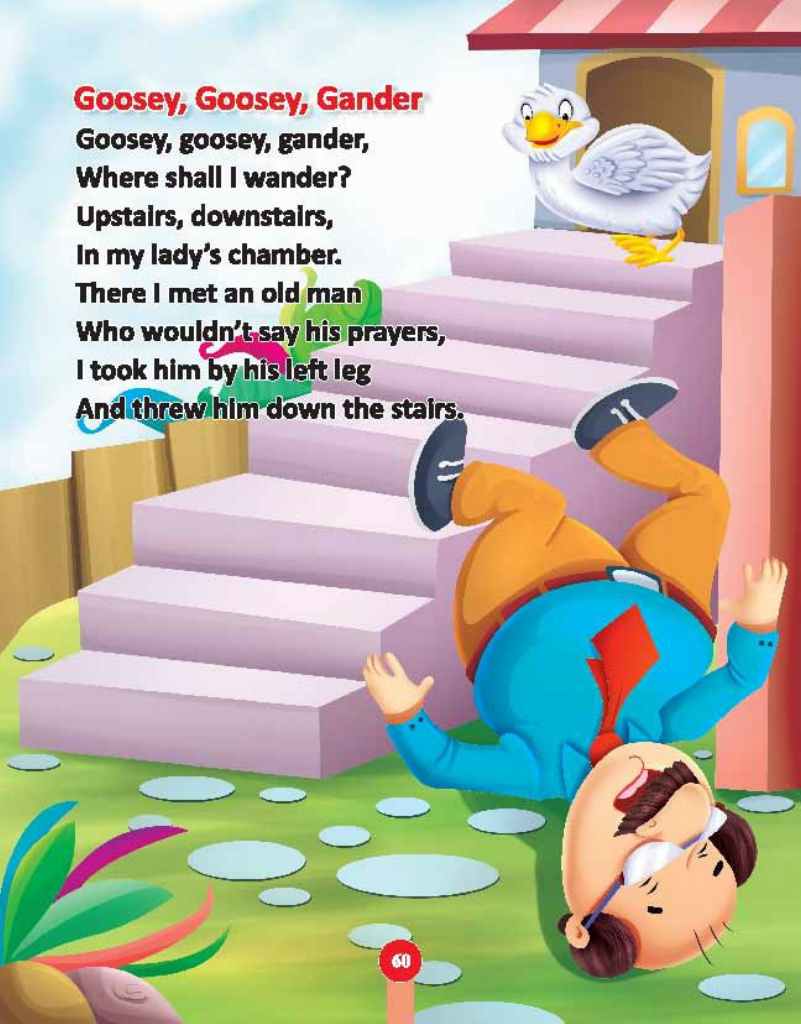 Goosey, Goosey, Gander
Goosey, goosey, gander,
Where shall I wander?
Upstairs, downstairs,
In my lady's chamber.
There I met an old man
Who wouldn't say his prayers,
I took him by his left leg
And threw him down the stairs.
60